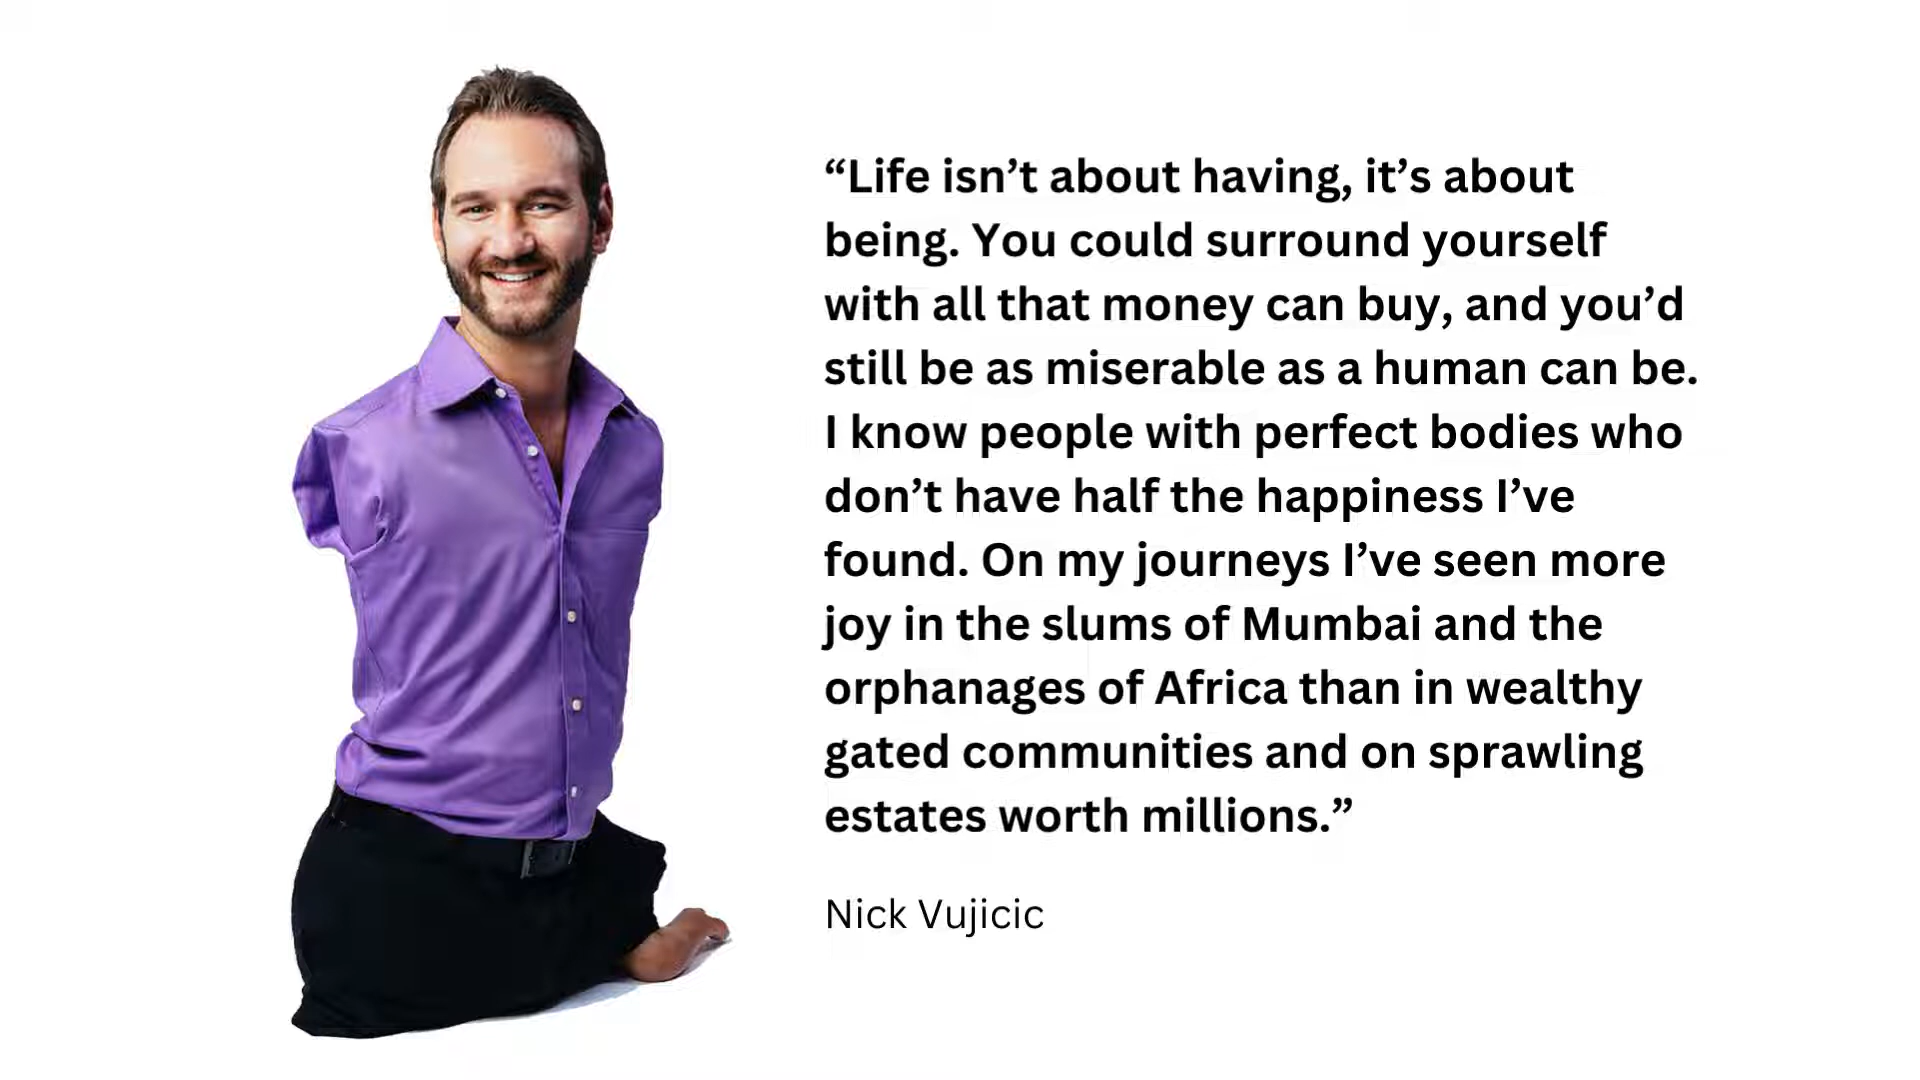 “Life isn’t about having, it’s about
being. You could surround yourself
with all that money can buy, and you’d
still be as miserable as a human can be.
I know people with perfect bodies who
don’t have half the happiness I’ve
found. On my journeys I’ve seen more
joy in the slums of Mumbai and the
orphanages of Africa than in wealthy
gated communities and on sprawling
estates worth millions.”
Nick Vujicic